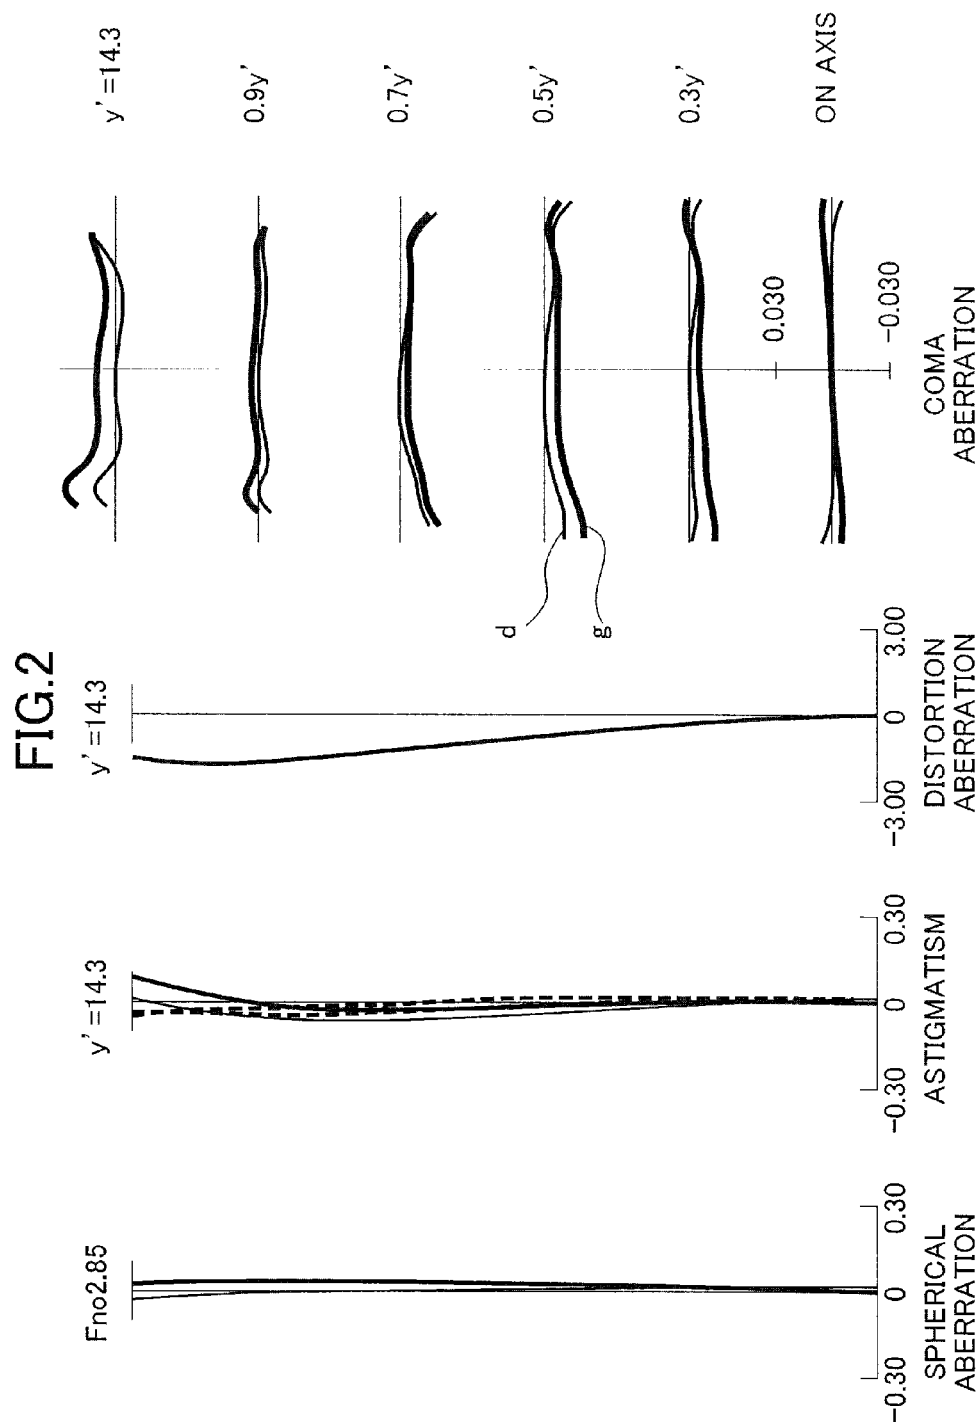 FIG.2
Fno2.85
-0.30
0
0.30
SPHERICAL
ABERRATION
y'=14.3
-0.30
0
0.30
ASTIGMATISM
y'=14.3
-3.00
0
3.00
DISTORTION
ABERRATION
y'=14.3
0.9y'
0.7y'
0.5y'
d
g
0.3y'
0.030
ON AXIS
-0.030
COMA
ABERRATION